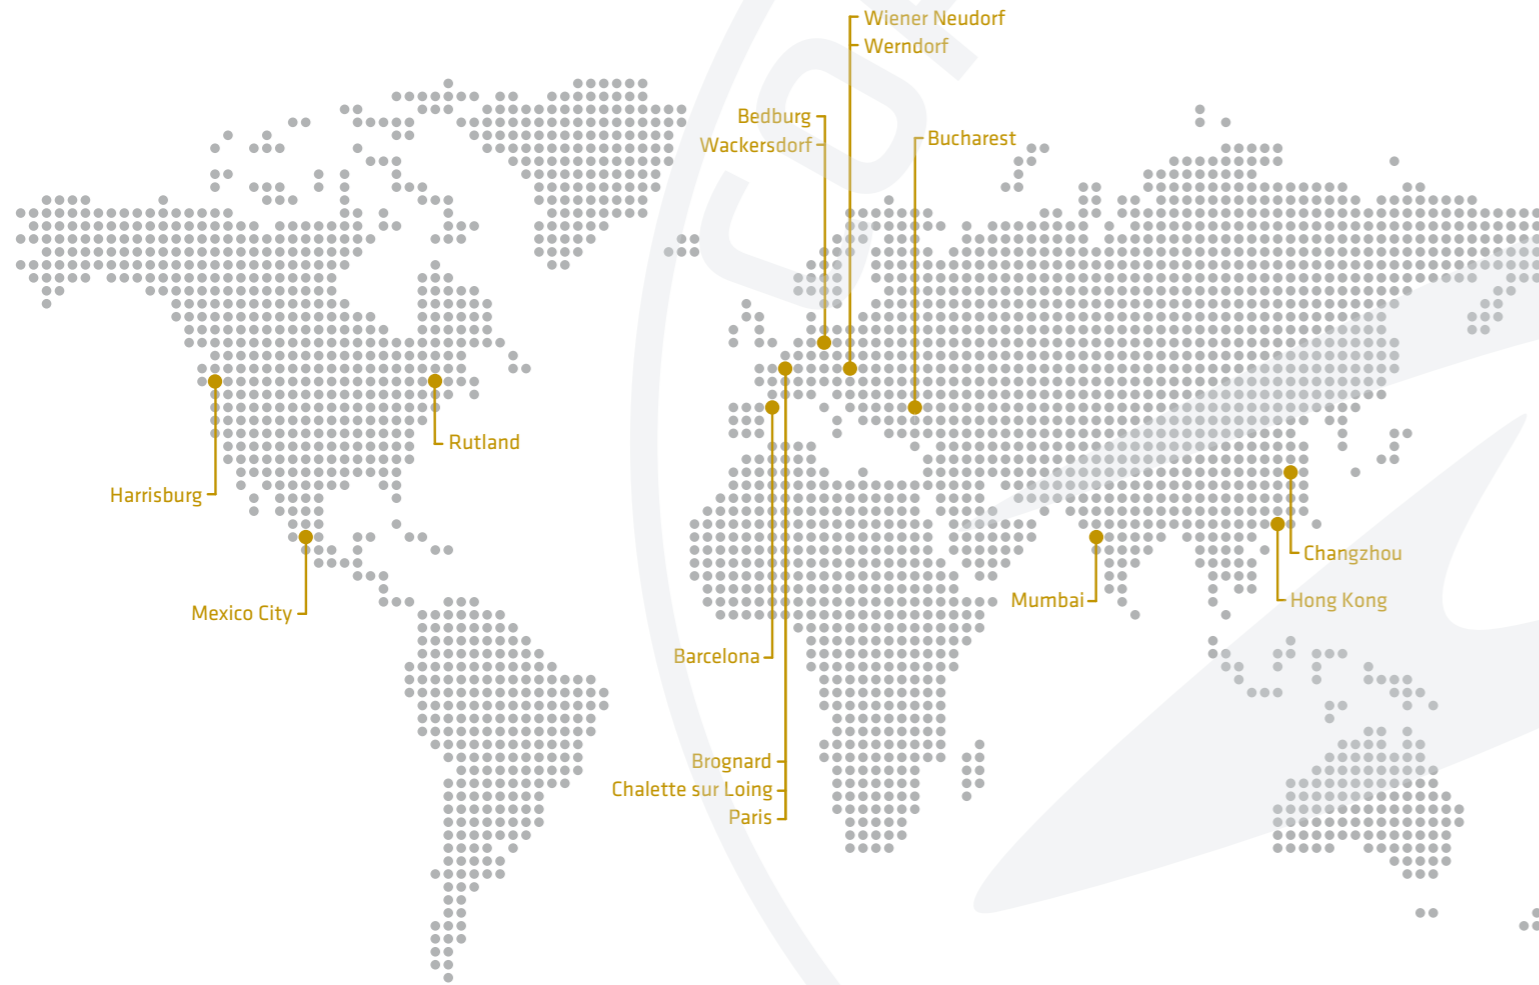 Wiener Neudorf
Werndorf
Bedburg
Wackersdorf
Bucharest
Rutland
Harrisburg
Mexico City
Changzhou
Mumbai
Hong Kong
Barcelona
Brognard
Chalette sur Loing
Paris